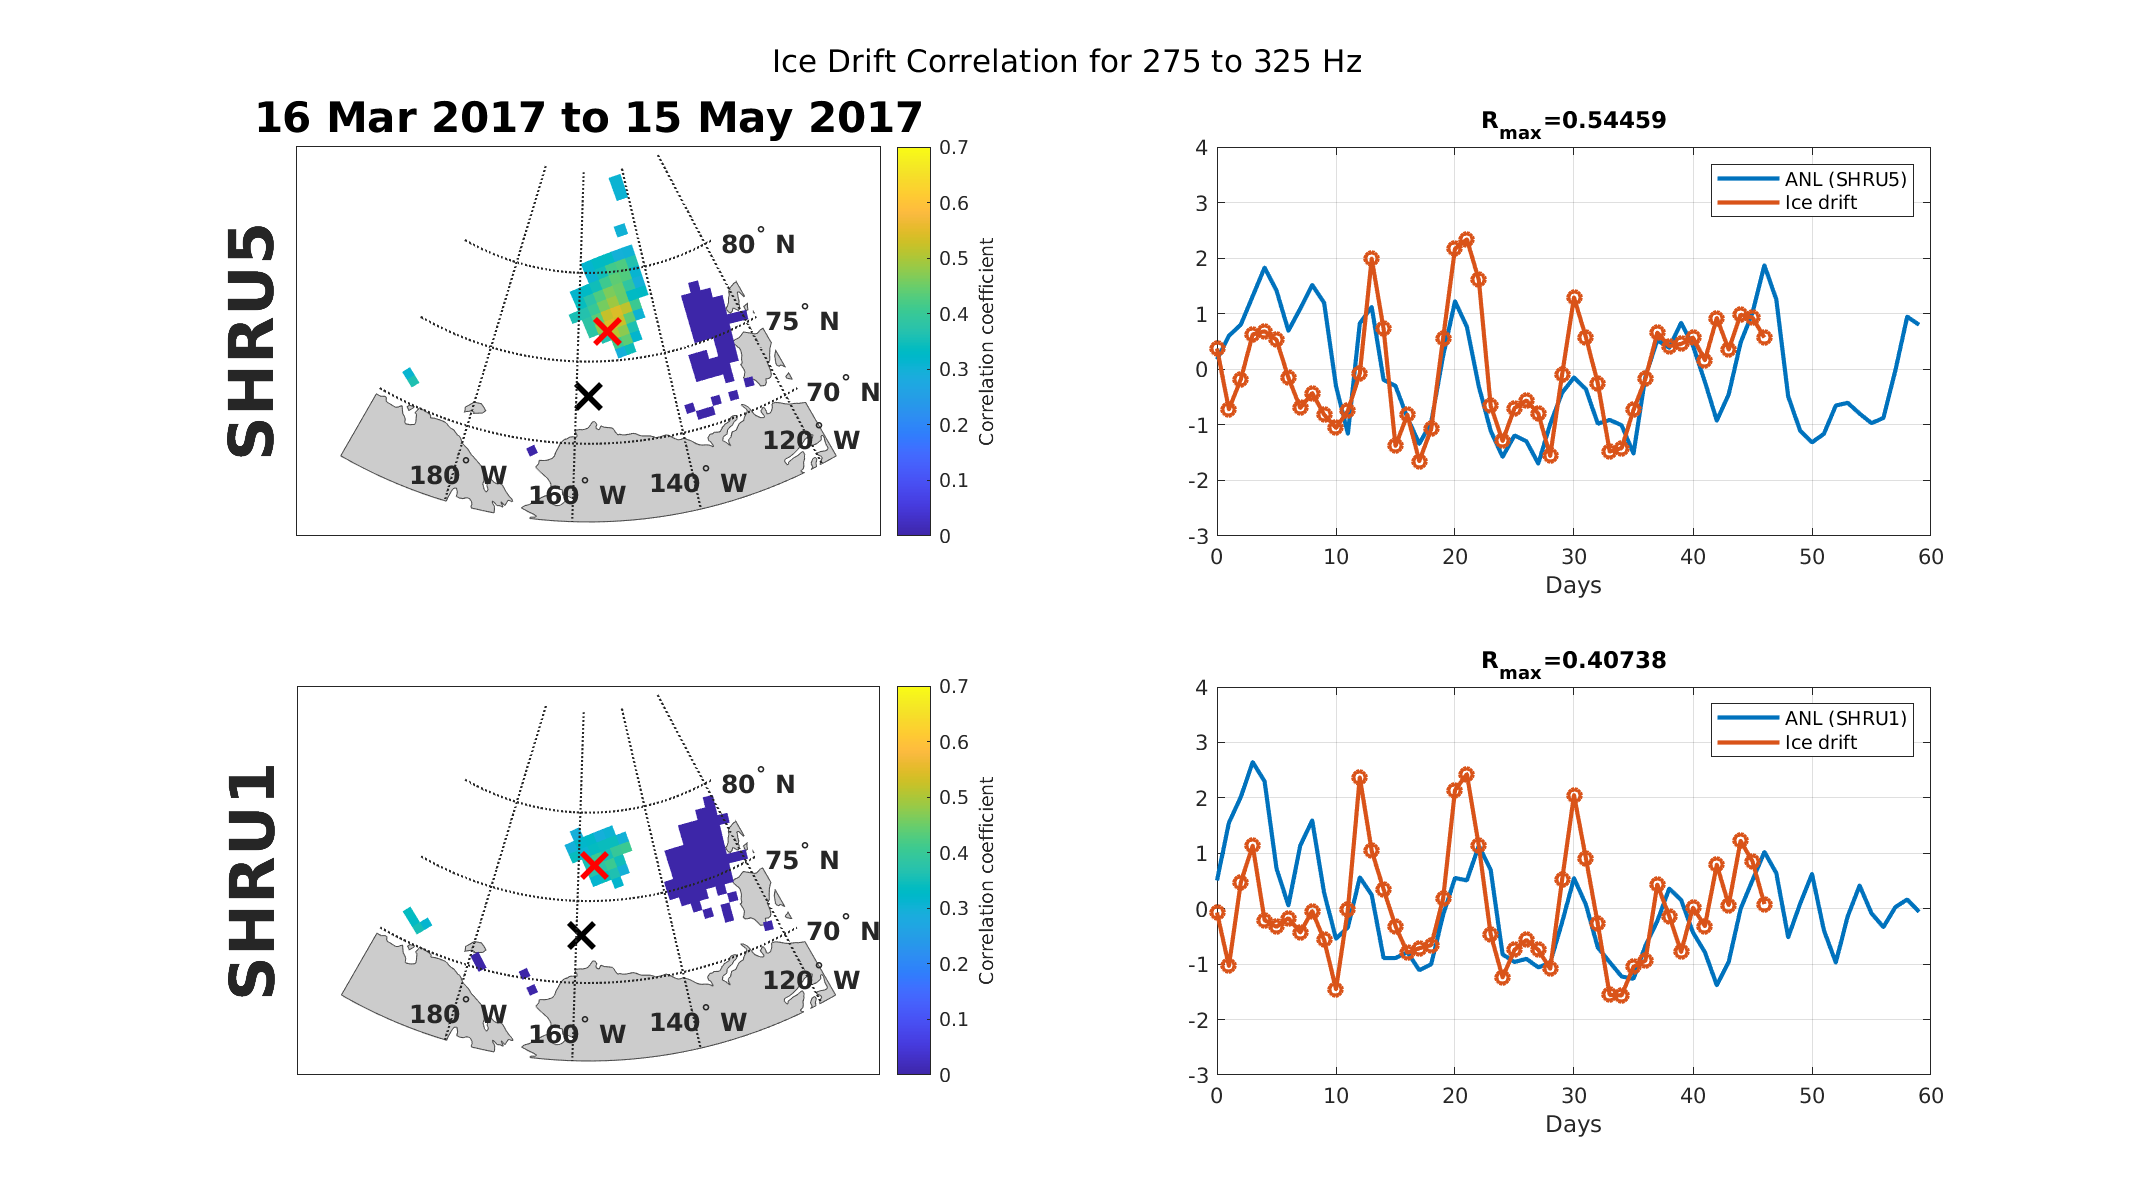 Ice Drift Correlation for 275 to 325 Hz
16 Mar 2017 to 15 May 2017
SHRU5
80° N
75° N
70° N
120° W
180° W
160° W
140° W
0.7
0.6
0.5
0.4
0.3
0.2
0.1
0
Correlation coefficient
Rmax=0.54459
4
3
2
1
0
-1
-2
-3
0 10 20 30 40 50 60
Days
ANL (SHRU5)
Ice drift
SHRU1
80° N
75° N
70° N
120° W
180° W
160° W
140° W
0.7
0.6
0.5
0.4
0.3
0.2
0.1
0
Correlation coefficient
Rmax=0.40738
4
3
2
1
0
-1
-2
-3
0 10 20 30 40 50 60
Days
ANL (SHRU1)
Ice drift